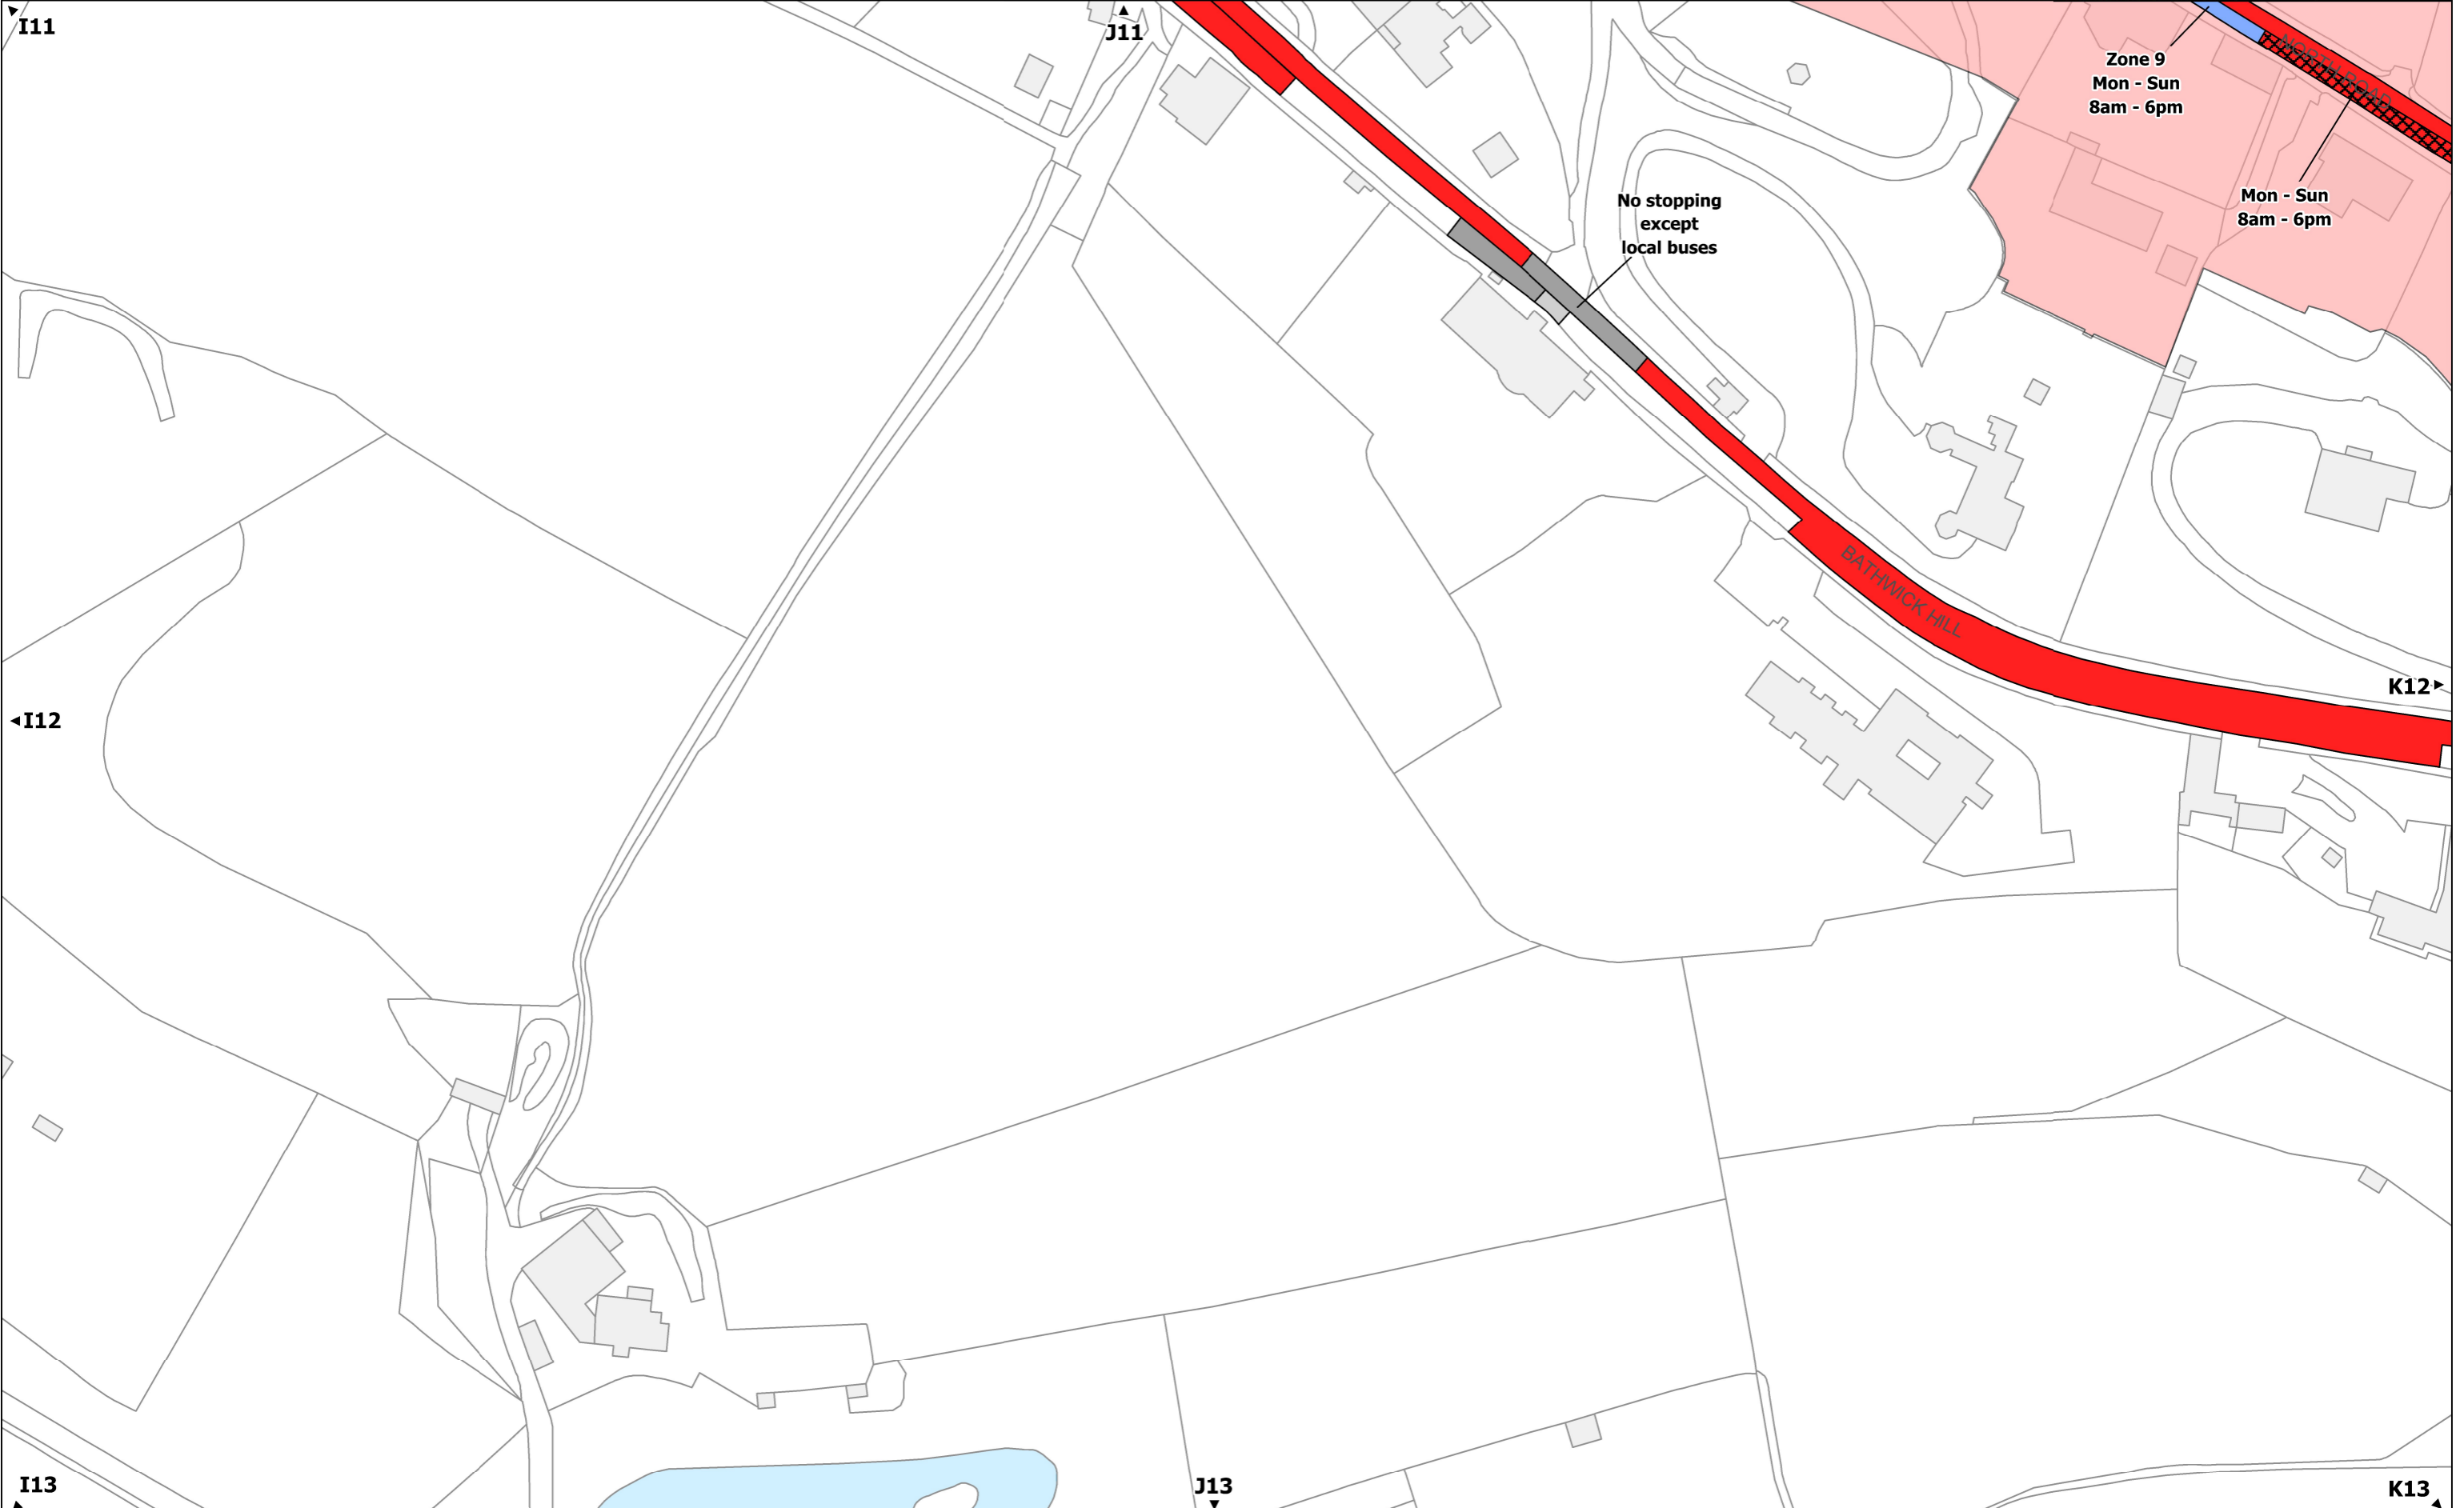 I11
J11
Zone 9
Mon - Sun
8am - 6pm
NORTH ROAD
Mon - Sun
8am - 6pm
No stopping
except
local buses
BATHWICK HILL
K12
I12
I13
J13
K13